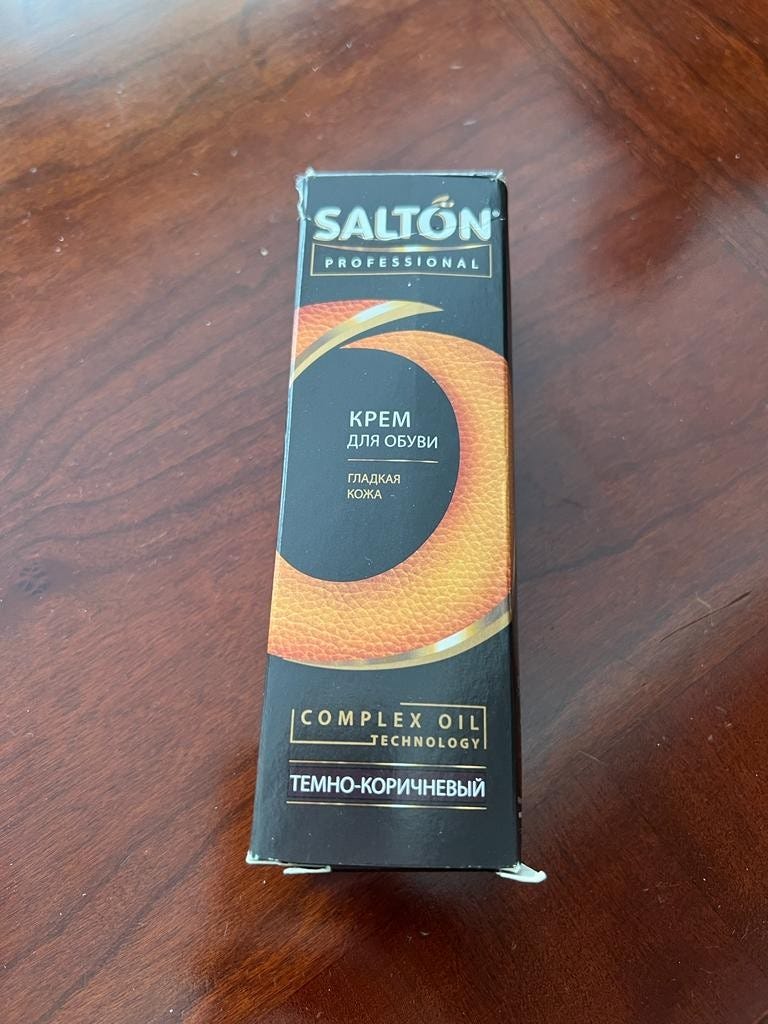 SALTON
PROFESSIONAL
КРЕМ
ДЛЯ ОБУВИ
ГЛАДКАЯ
КОЖА
COMPLEX OIL
TECHNOLOGY
ТЕМНО-КОРИЧНЕВЫЙ